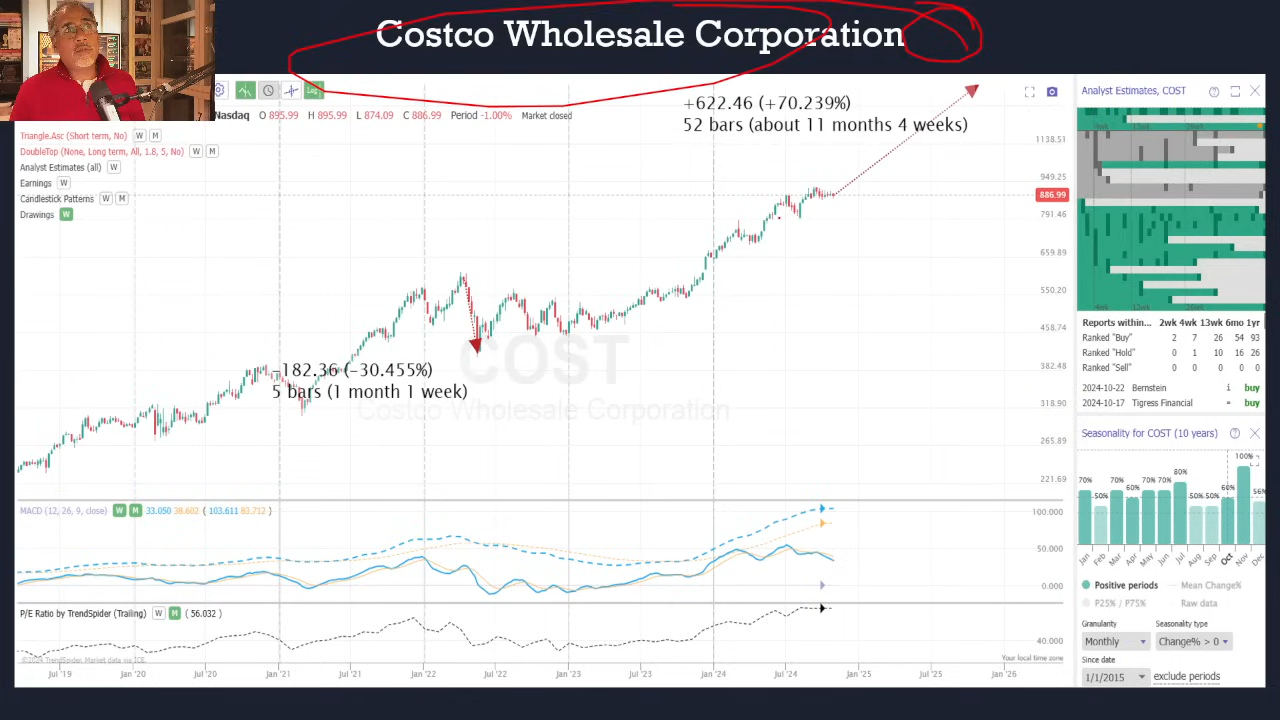 Costco Wholesale Corporation
Nasdaq O 895.99 H 895.99 L 874.09 C 886.99 Period -1.00% Market closed
Triangle.Asc (Short term, No) W M
DoubleTop (None, Long term, All, 1.8, 5, No) W M
Analyst Estimates (all) W
Earnings W
Candlestick Patterns W M
Drawings W
+622.46 (+70.239%)
52 bars (about 11 months 4 weeks)
-182.36 (-30.455%)
5 bars (1 month 1 week)
COST
Costco Wholesale Corporation
1138.51
949.25
886.99
791.46
659.89
550.20
458.74
382.48
318.90
265.89
221.69
MACD (12, 26, 9, close) W M 33.050 38.602 ( 103.611 83.712 )
100.000
50.000
0.000
P/E Ratio by TrendSpider (Trailing) W M ( 56.032 )
40.000
©2024 TrendSpider. Market data via ICE.
Your local time zone
Jul '19 Jan '20 Jul '20 Jan '21 Jul '21 Jan '22 Jul '22 Jan '23 Jul '23 Jan '24 Jul '24 Jan '25 Jul '25 Jan '26
Analyst Estimates, COST
4wk 13wk 26wk
Reports within... 2wk 4wk 13wk 6mo 1yr
Ranked "Buy" 2 7 26 54 93
Ranked "Hold" 0 1 10 16 26
Ranked "Sell" 0 0 0 0 0
2024-10-22 Bernstein i buy
2024-10-17 Tigress Financial = buy
Seasonality for COST (10 years)
70% 50% 70% 60% 70% 70% 80% 50% 50% 60% 100% 56%
Jan Feb Mar Apr May Jun Jul Aug Sep Oct Nov Dec
Positive periods Mean Change%
P25% / P75% Raw data
Granularity Seasonality type
Monthly Change% > 0
Since date
1/1/2015 exclude periods